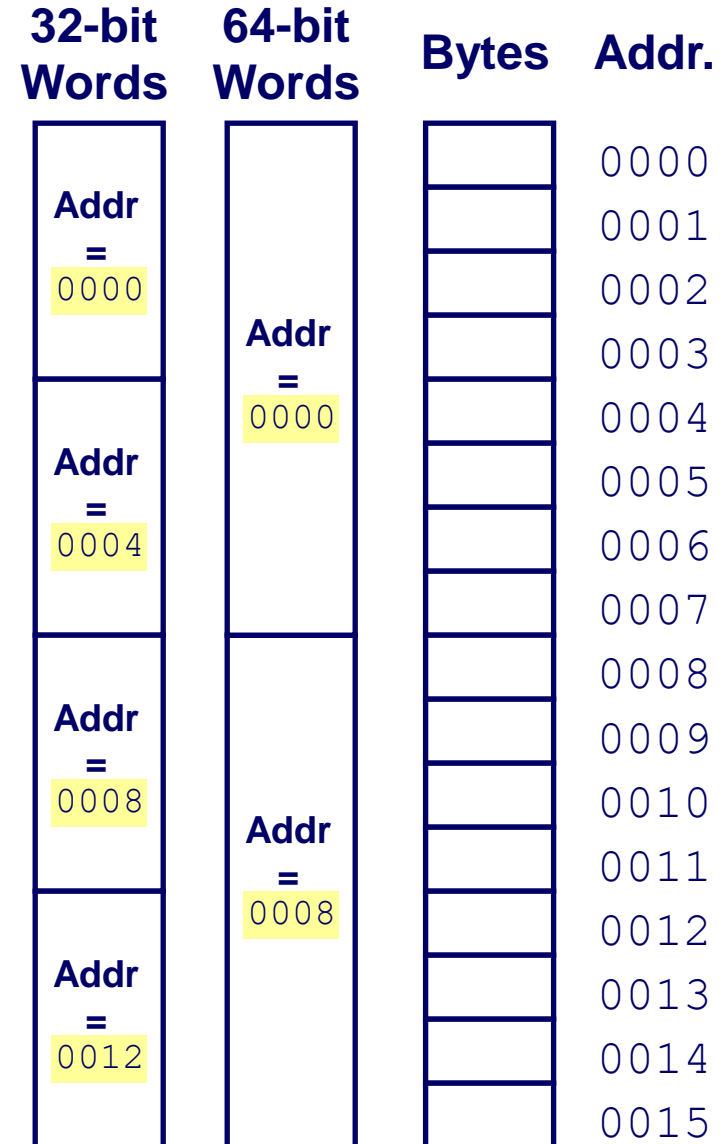 32-bit
Words
64-bit
Words
Bytes
Addr.
Addr
=
0000
Addr
=
0004
Addr
=
0008
Addr
=
0012
Addr
=
0000
Addr
=
0008
0000
0001
0002
0003
0004
0005
0006
0007
0008
0009
0010
0011
0012
0013
0014
0015